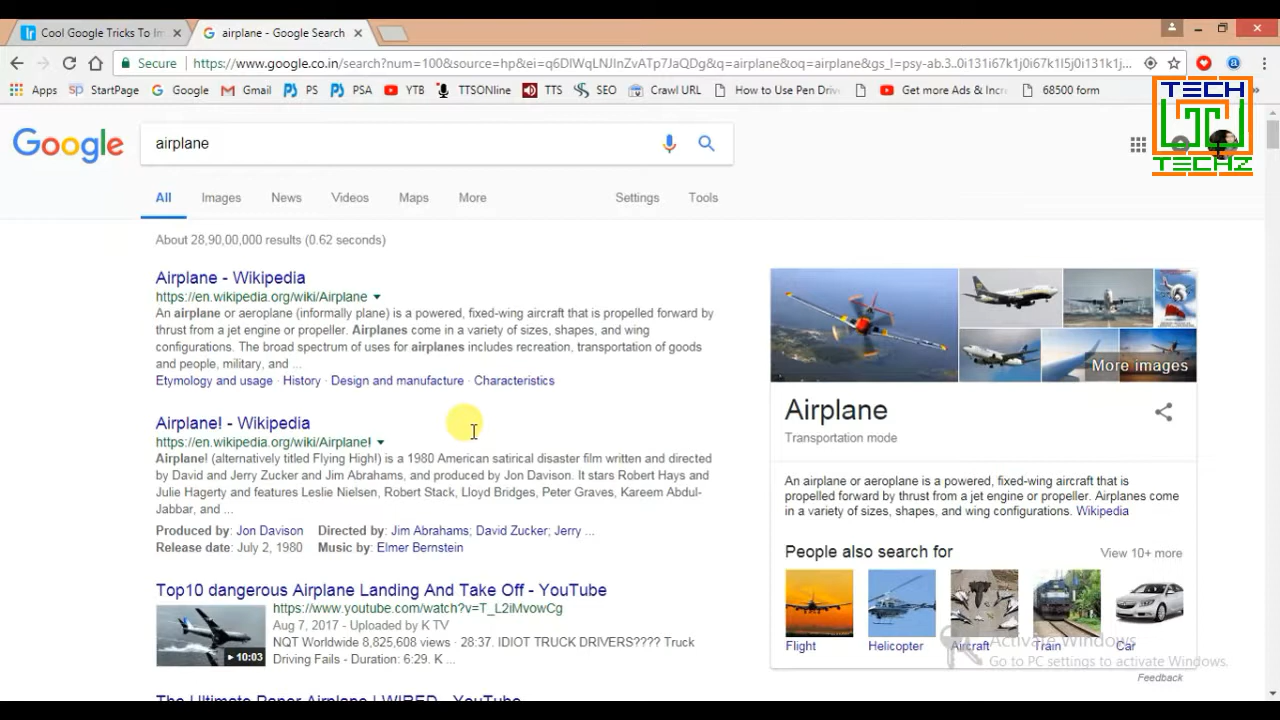 Cool Google Tricks To Im
airplane - Google Search
Secure
https://www.google.co.in/search?num=100&source=hp&ei=q6DIWqLNJInZvATp7JaQDg&q=airplane&oq=airplane&gs_l=psy-ab.3..0i131i67k1j0i67k1l5j0i131k1j...
Apps
StartPage
Google
Gmail
PS
PSA
YTB
TTSONline
TTS
SEO
Crawl URL
How to Use Pen Driv
Get more Ads & Incre
68500 form
TECH
TECHZ
Google
airplane
All
Images
News
Videos
Maps
More
Settings
Tools
About 28,90,00,000 results (0.62 seconds)
Airplane - Wikipedia
https://en.wikipedia.org/wiki/Airplane
An airplane or aeroplane (informally plane) is a powered, fixed-wing aircraft that is propelled forward by
thrust from a jet engine or propeller. Airplanes come in a variety of sizes, shapes, and wing
configurations. The broad spectrum of uses for airplanes includes recreation, transportation of goods
and people, military, and ...
Etymology and usage · History · Design and manufacture · Characteristics
Airplane! - Wikipedia
https://en.wikipedia.org/wiki/Airplane!
Airplane! (alternatively titled Flying High!) is a 1980 American satirical disaster film written and directed
by David and Jerry Zucker and Jim Abrahams, and produced by Jon Davison. It stars Robert Hays and
Julie Hagerty and features Leslie Nielsen, Robert Stack, Lloyd Bridges, Peter Graves, Kareem Abdul-
Jabbar, and ...
Produced by: Jon Davison Directed by: Jim Abrahams; David Zucker; Jerry ...
Release date: July 2, 1980 Music by: Elmer Bernstein
Top10 dangerous Airplane Landing And Take Off - YouTube
https://www.youtube.com/watch?v=T_L2iMvowCg
Aug 7, 2017 - Uploaded by K TV
NQT Worldwide 8,825,608 views · 28:37. IDIOT TRUCK DRIVERS???? Truck
Driving Fails - Duration: 6:29. K ...
10:03
The Ultimate Paper Airplane | WIRED - YouTube
More images
Airplane
Transportation mode
An airplane or aeroplane is a powered, fixed-wing aircraft that is
propelled forward by thrust from a jet engine or propeller. Airplanes come
in a variety of sizes, shapes, and wing configurations. Wikipedia
People also search for
View 10+ more
Flight
Helicopter
Aircraft
Train
Car
Activate Windows
Go to PC settings to activate Windows.
Feedback